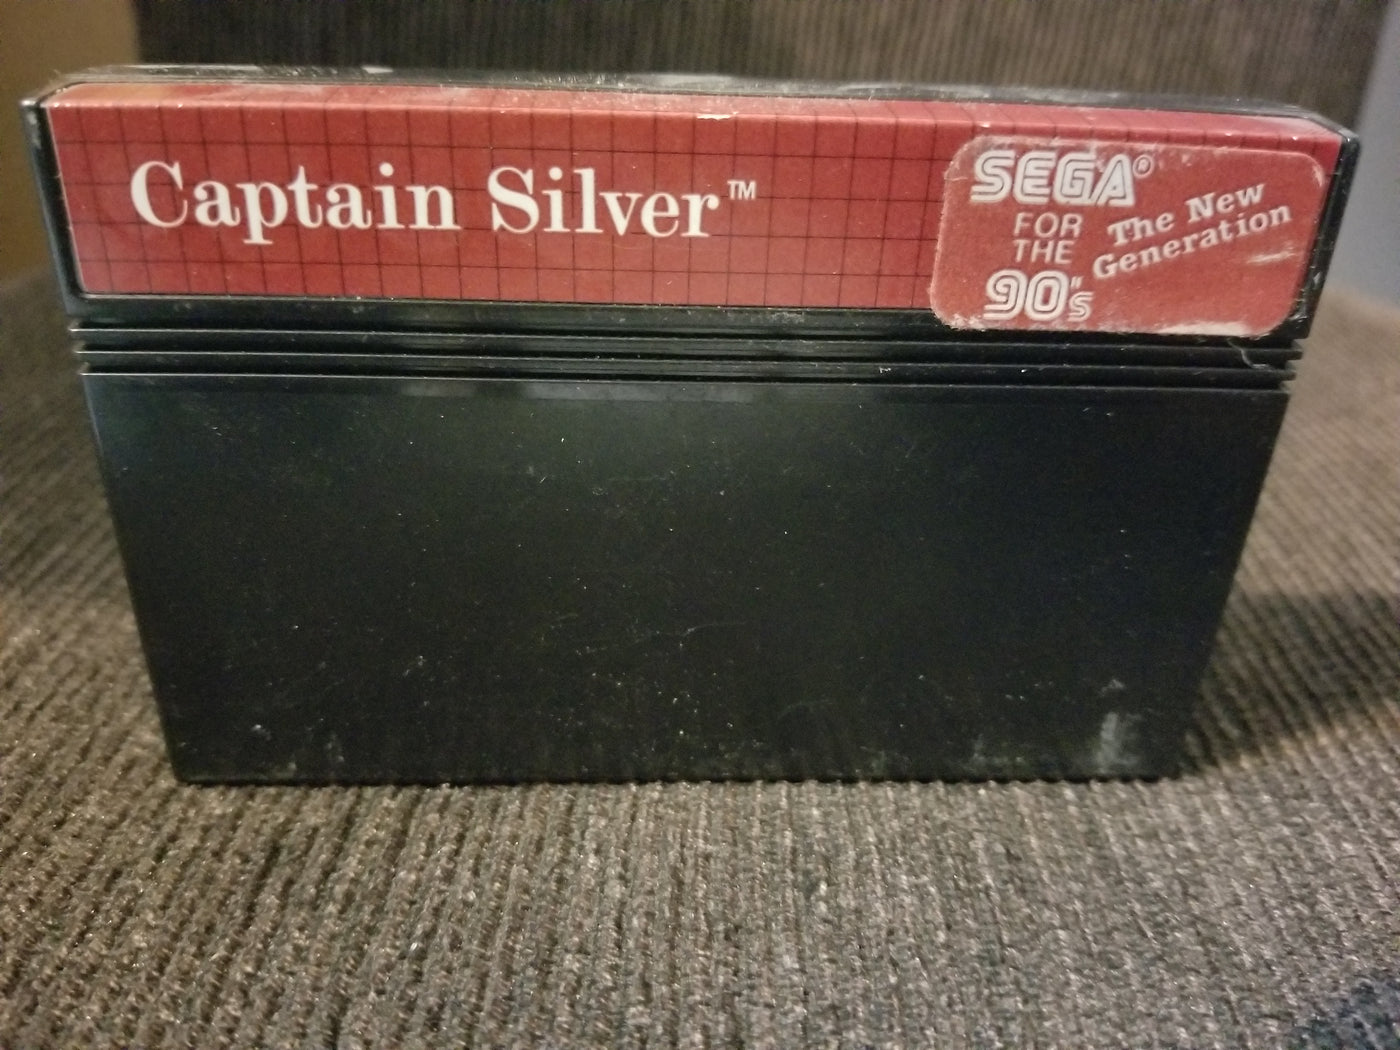 Captain Silver™
SEGA®
FOR
THE
90's
The New
Generation